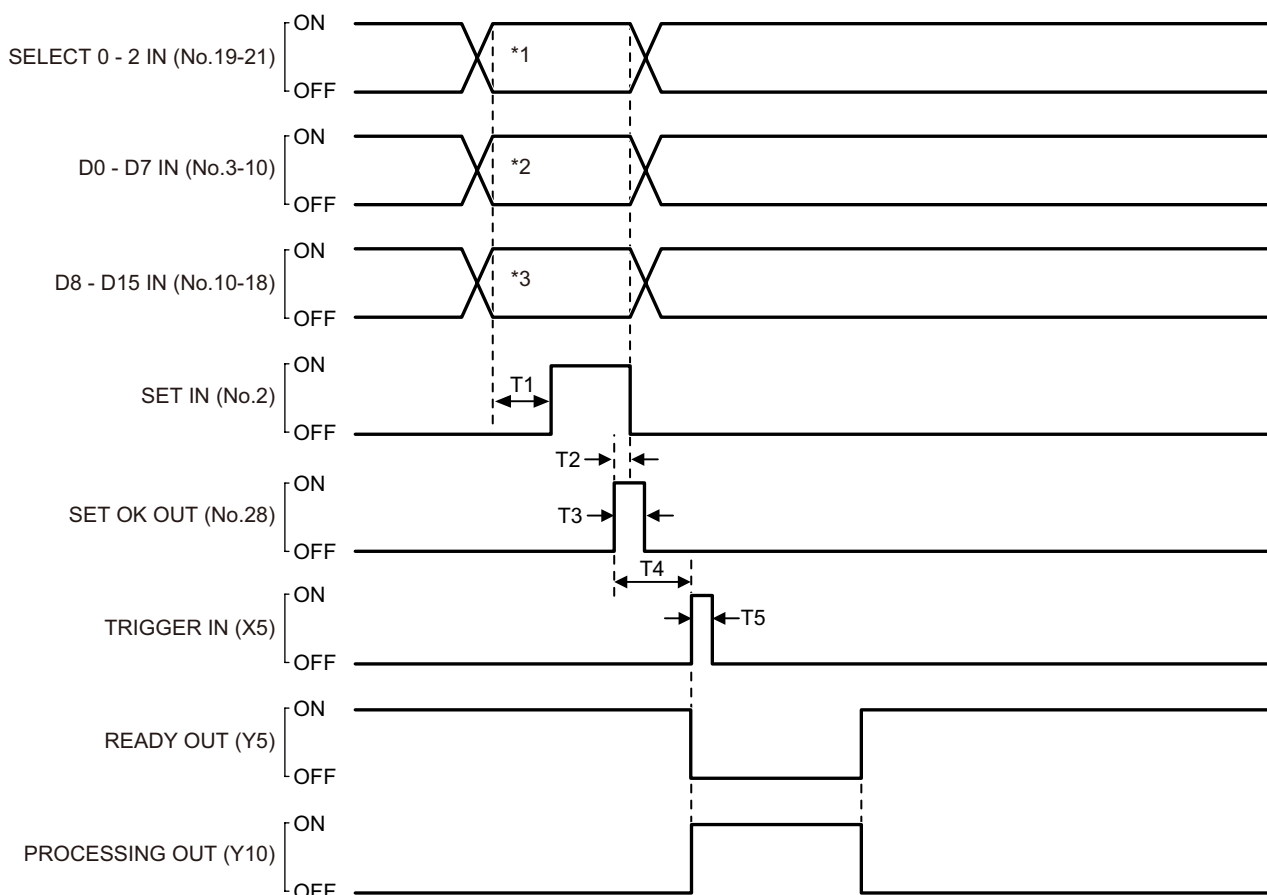 ON
SELECT 0 - 2 IN (No.19-21)
*1
OFF
ON
D0 - D7 IN (No.3-10)
*2
OFF
ON
D8 - D15 IN (No.10-18)
*3
OFF
ON
SET IN (No.2)
T1
OFF
T2
ON
SET OK OUT (No.28)
T3
OFF
T4
ON
TRIGGER IN (X5)
T5
OFF
ON
READY OUT (Y5)
OFF
ON
PROCESSING OUT (Y10)
OFF